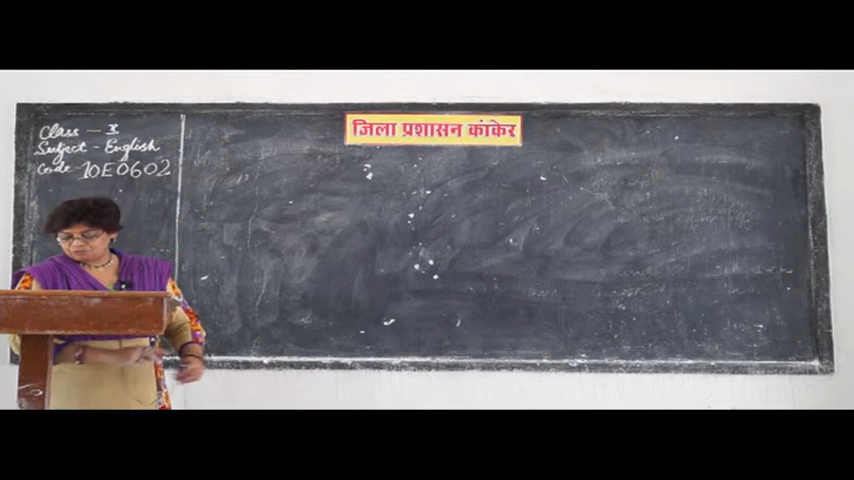 जिला प्रशासन कांकेर
Class - X
Subject - English
Code - 10E0602